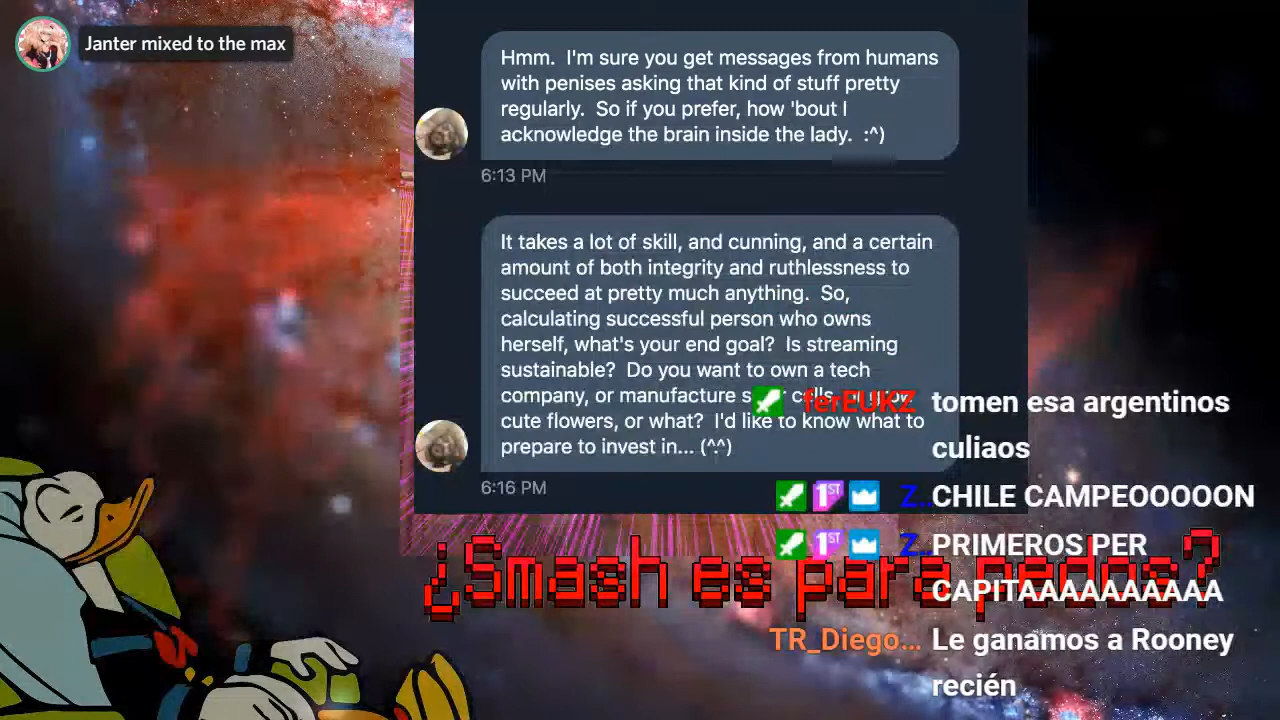 Janter mixed to the max
Hmm.  I'm sure you get messages from humans
with penises asking that kind of stuff pretty
regularly.  So if you prefer, how 'bout I
acknowledge the brain inside the lady.  :^)
6:13 PM
It takes a lot of skill, and cunning, and a certain
amount of both integrity and ruthlessness to
succeed at pretty much anything.  So,
calculating successful person who owns
herself, what's your end goal?  Is streaming
sustainable?  Do you want to own a tech
company, or manufacture
cute flowers, or what?  I'd like to know what to
prepare to invest in... (^.^)
6:16 PM
ferEUKZ tomen esa argentinos
culiaos
1ST Z.. CHILE CAMPEOOOOON
1ST Z.. PRIMEROS PER
CAPITAAAAAAAAAA
¿Smash es para pedos?
TR_Diego... Le ganamos a Rooney
recién